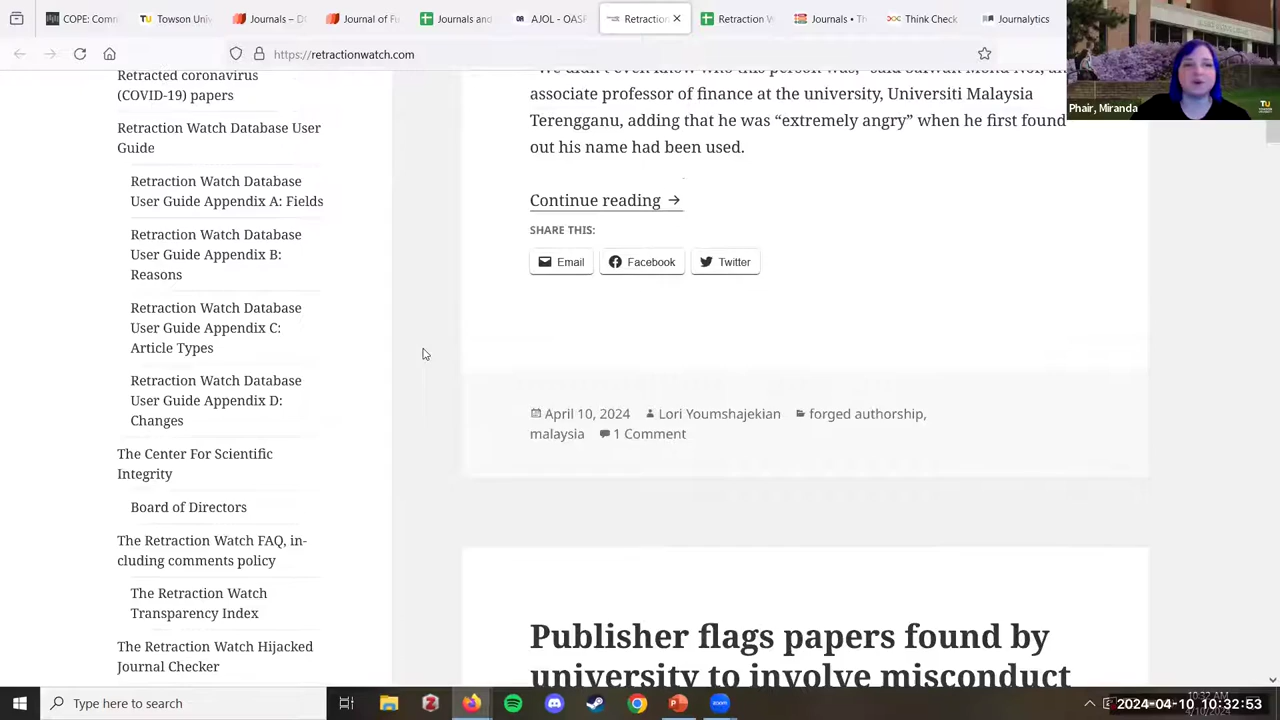 COPE: Comm
Towson Univ
Journals – DO
Journal of Fu
Journals and
AJOL - OASP
Retraction
Retraction W
Journals • Th
Think Check
Journalytics
https://retractionwatch.com
Phair, Miranda
TU
Retracted coronavirus
(COVID-19) papers
Retraction Watch Database User
Guide
Retraction Watch Database
User Guide Appendix A: Fields
Retraction Watch Database
User Guide Appendix B:
Reasons
Retraction Watch Database
User Guide Appendix C:
Article Types
Retraction Watch Database
User Guide Appendix D:
Changes
The Center For Scientific
Integrity
Board of Directors
The Retraction Watch FAQ, in-
cluding comments policy
The Retraction Watch
Transparency Index
The Retraction Watch Hijacked
Journal Checker
associate professor of finance at the university, Universiti Malaysia
Terengganu, adding that he was “extremely angry” when he first found
out his name had been used.
Continue reading →
SHARE THIS:
Email
Facebook
Twitter
April 10, 2024 Lori Youmshajekian forged authorship,
malaysia 1 Comment
Publisher flags papers found by
university to involve misconduct
Type here to search
2024-04-10 10:32:53